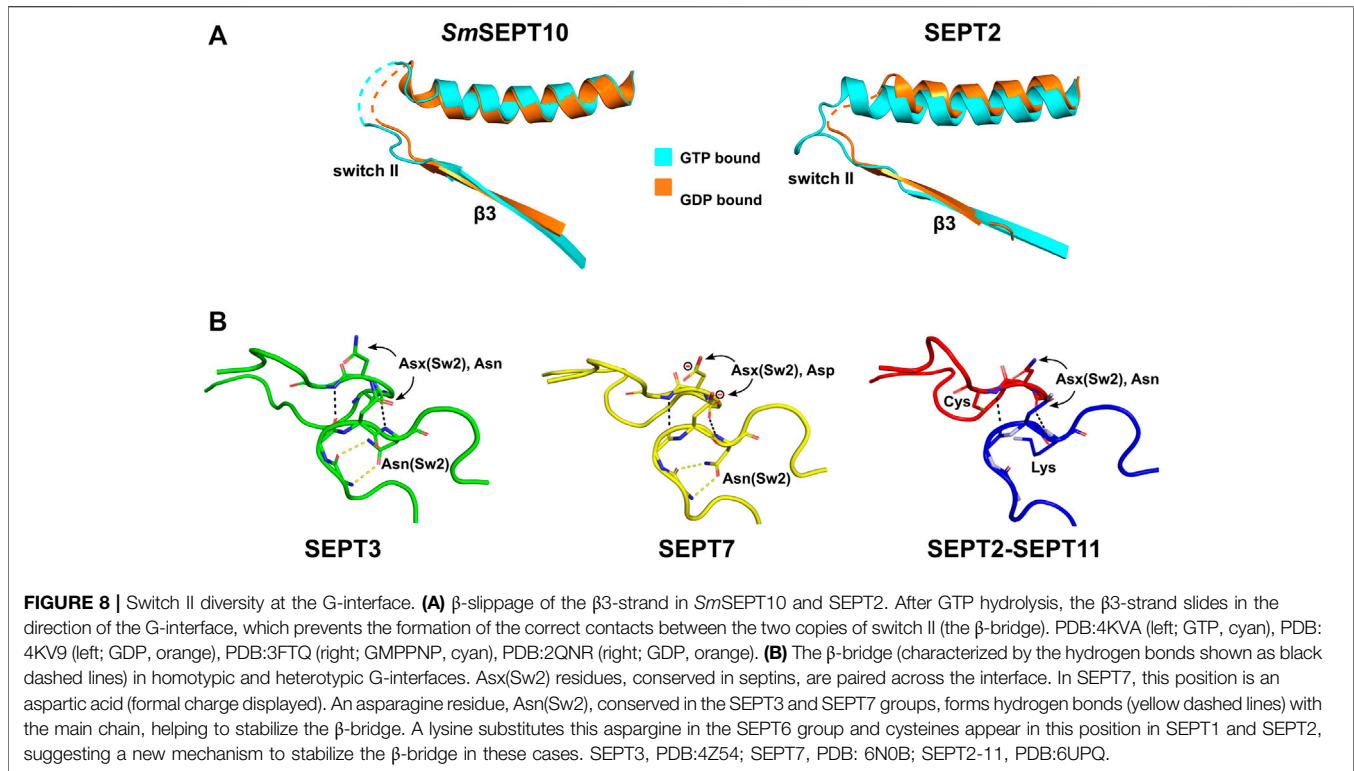 A
SmSEPT10
SEPT2
switch II
β3
GTP bound
GDP bound
switch II
β3
B
Asx(Sw2), Asn
Asn(Sw2)
SEPT3
Asx(Sw2), Asp
Asn(Sw2)
SEPT7
Cys
Asx(Sw2), Asn
Lys
SEPT2-SEPT11
FIGURE 8 | Switch II diversity at the G-interface. (A) β-slippage of the β3-strand in SmSEPT10 and SEPT2. After GTP hydrolysis, the β3-strand slides in the
direction of the G-interface, which prevents the formation of the correct contacts between the two copies of switch II (the β-bridge). PDB:4KVA (left; GTP, cyan), PDB:
4KV9 (left; GDP, orange), PDB:3FTQ (right; GMPPNP, cyan), PDB:2QNR (right; GDP, orange). (B) The β-bridge (characterized by the hydrogen bonds shown as black
dashed lines) in homotypic and heterotypic G-interfaces. Asx(Sw2) residues, conserved in septins, are paired across the interface. In SEPT7, this position is an
aspartic acid (formal charge displayed). An asparagine residue, Asn(Sw2), conserved in the SEPT3 and SEPT7 groups, forms hydrogen bonds (yellow dashed lines) with
the main chain, helping to stabilize the β-bridge. A lysine substitutes this aspargine in the SEPT6 group and cysteines appear in this position in SEPT1 and SEPT2,
suggesting a new mechanism to stabilize the β-bridge in these cases. SEPT3, PDB:4Z54; SEPT7, PDB: 6N0B; SEPT2-11, PDB:6UPQ.